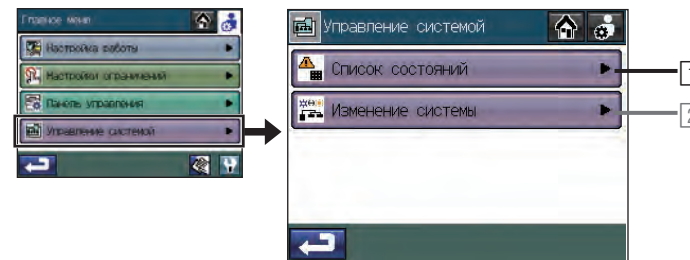 Главное меню
Настройка работы
Настройки ограничений
Панель управления
Управление системой
Управление системой
Список состояний
Изменение системы
1
2